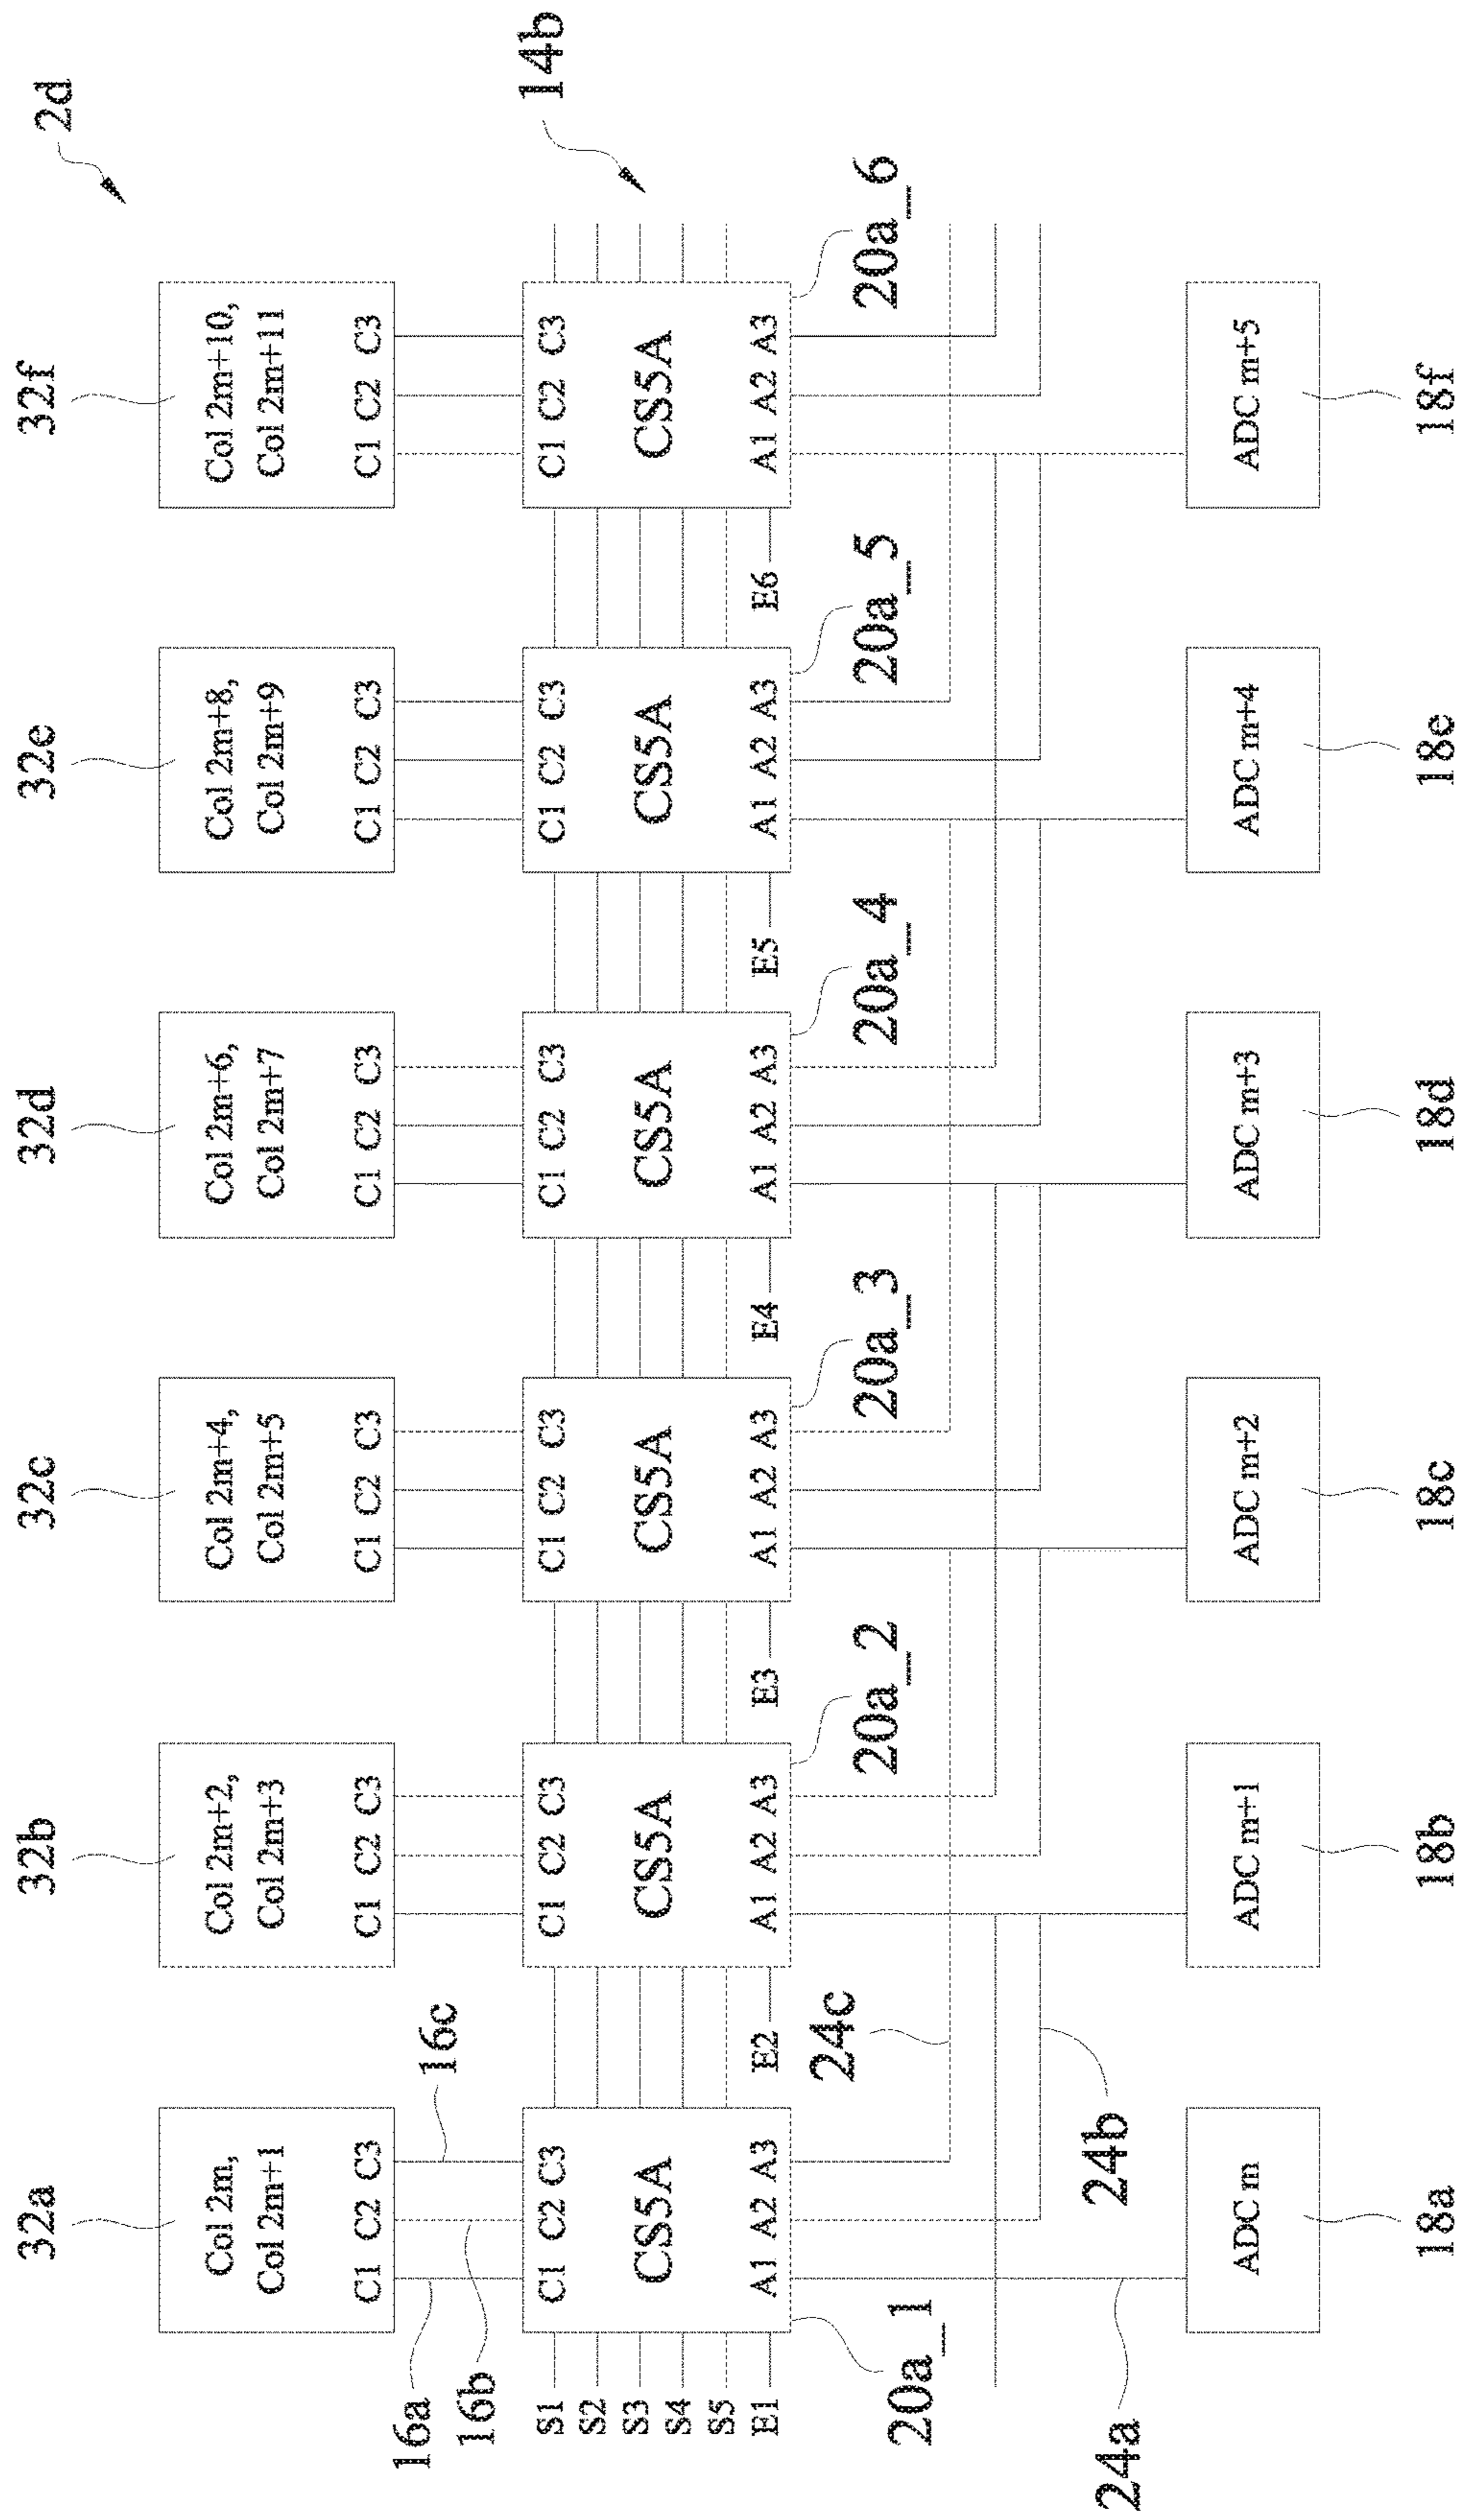 2d
14b
32a
32b
32c
32d
32e
32f
Col 2m,
Col 2m+1
C1 C2 C3
Col 2m+2,
Col 2m+3
C1 C2 C3
Col 2m+4,
Col 2m+5
C1 C2 C3
Col 2m+6,
Col 2m+7
C1 C2 C3
Col 2m+8,
Col 2m+9
C1 C2 C3
Col 2m+10,
Col 2m+11
C1 C2 C3
16a
16b
16c
S1
S2
S3
S4
S5
E1
C1 C2 C3
CS5A
A1 A2 A3
E2
C1 C2 C3
CS5A
A1 A2 A3
E3
C1 C2 C3
CS5A
A1 A2 A3
E4
C1 C2 C3
CS5A
A1 A2 A3
E5
C1 C2 C3
CS5A
A1 A2 A3
E6
C1 C2 C3
CS5A
A1 A2 A3
20a_1
20a_2
20a_3
20a_4
20a_5
20a_6
24c
24b
24a
ADC m
ADC m+1
ADC m+2
ADC m+3
ADC m+4
ADC m+5
18a
18b
18c
18d
18e
18f